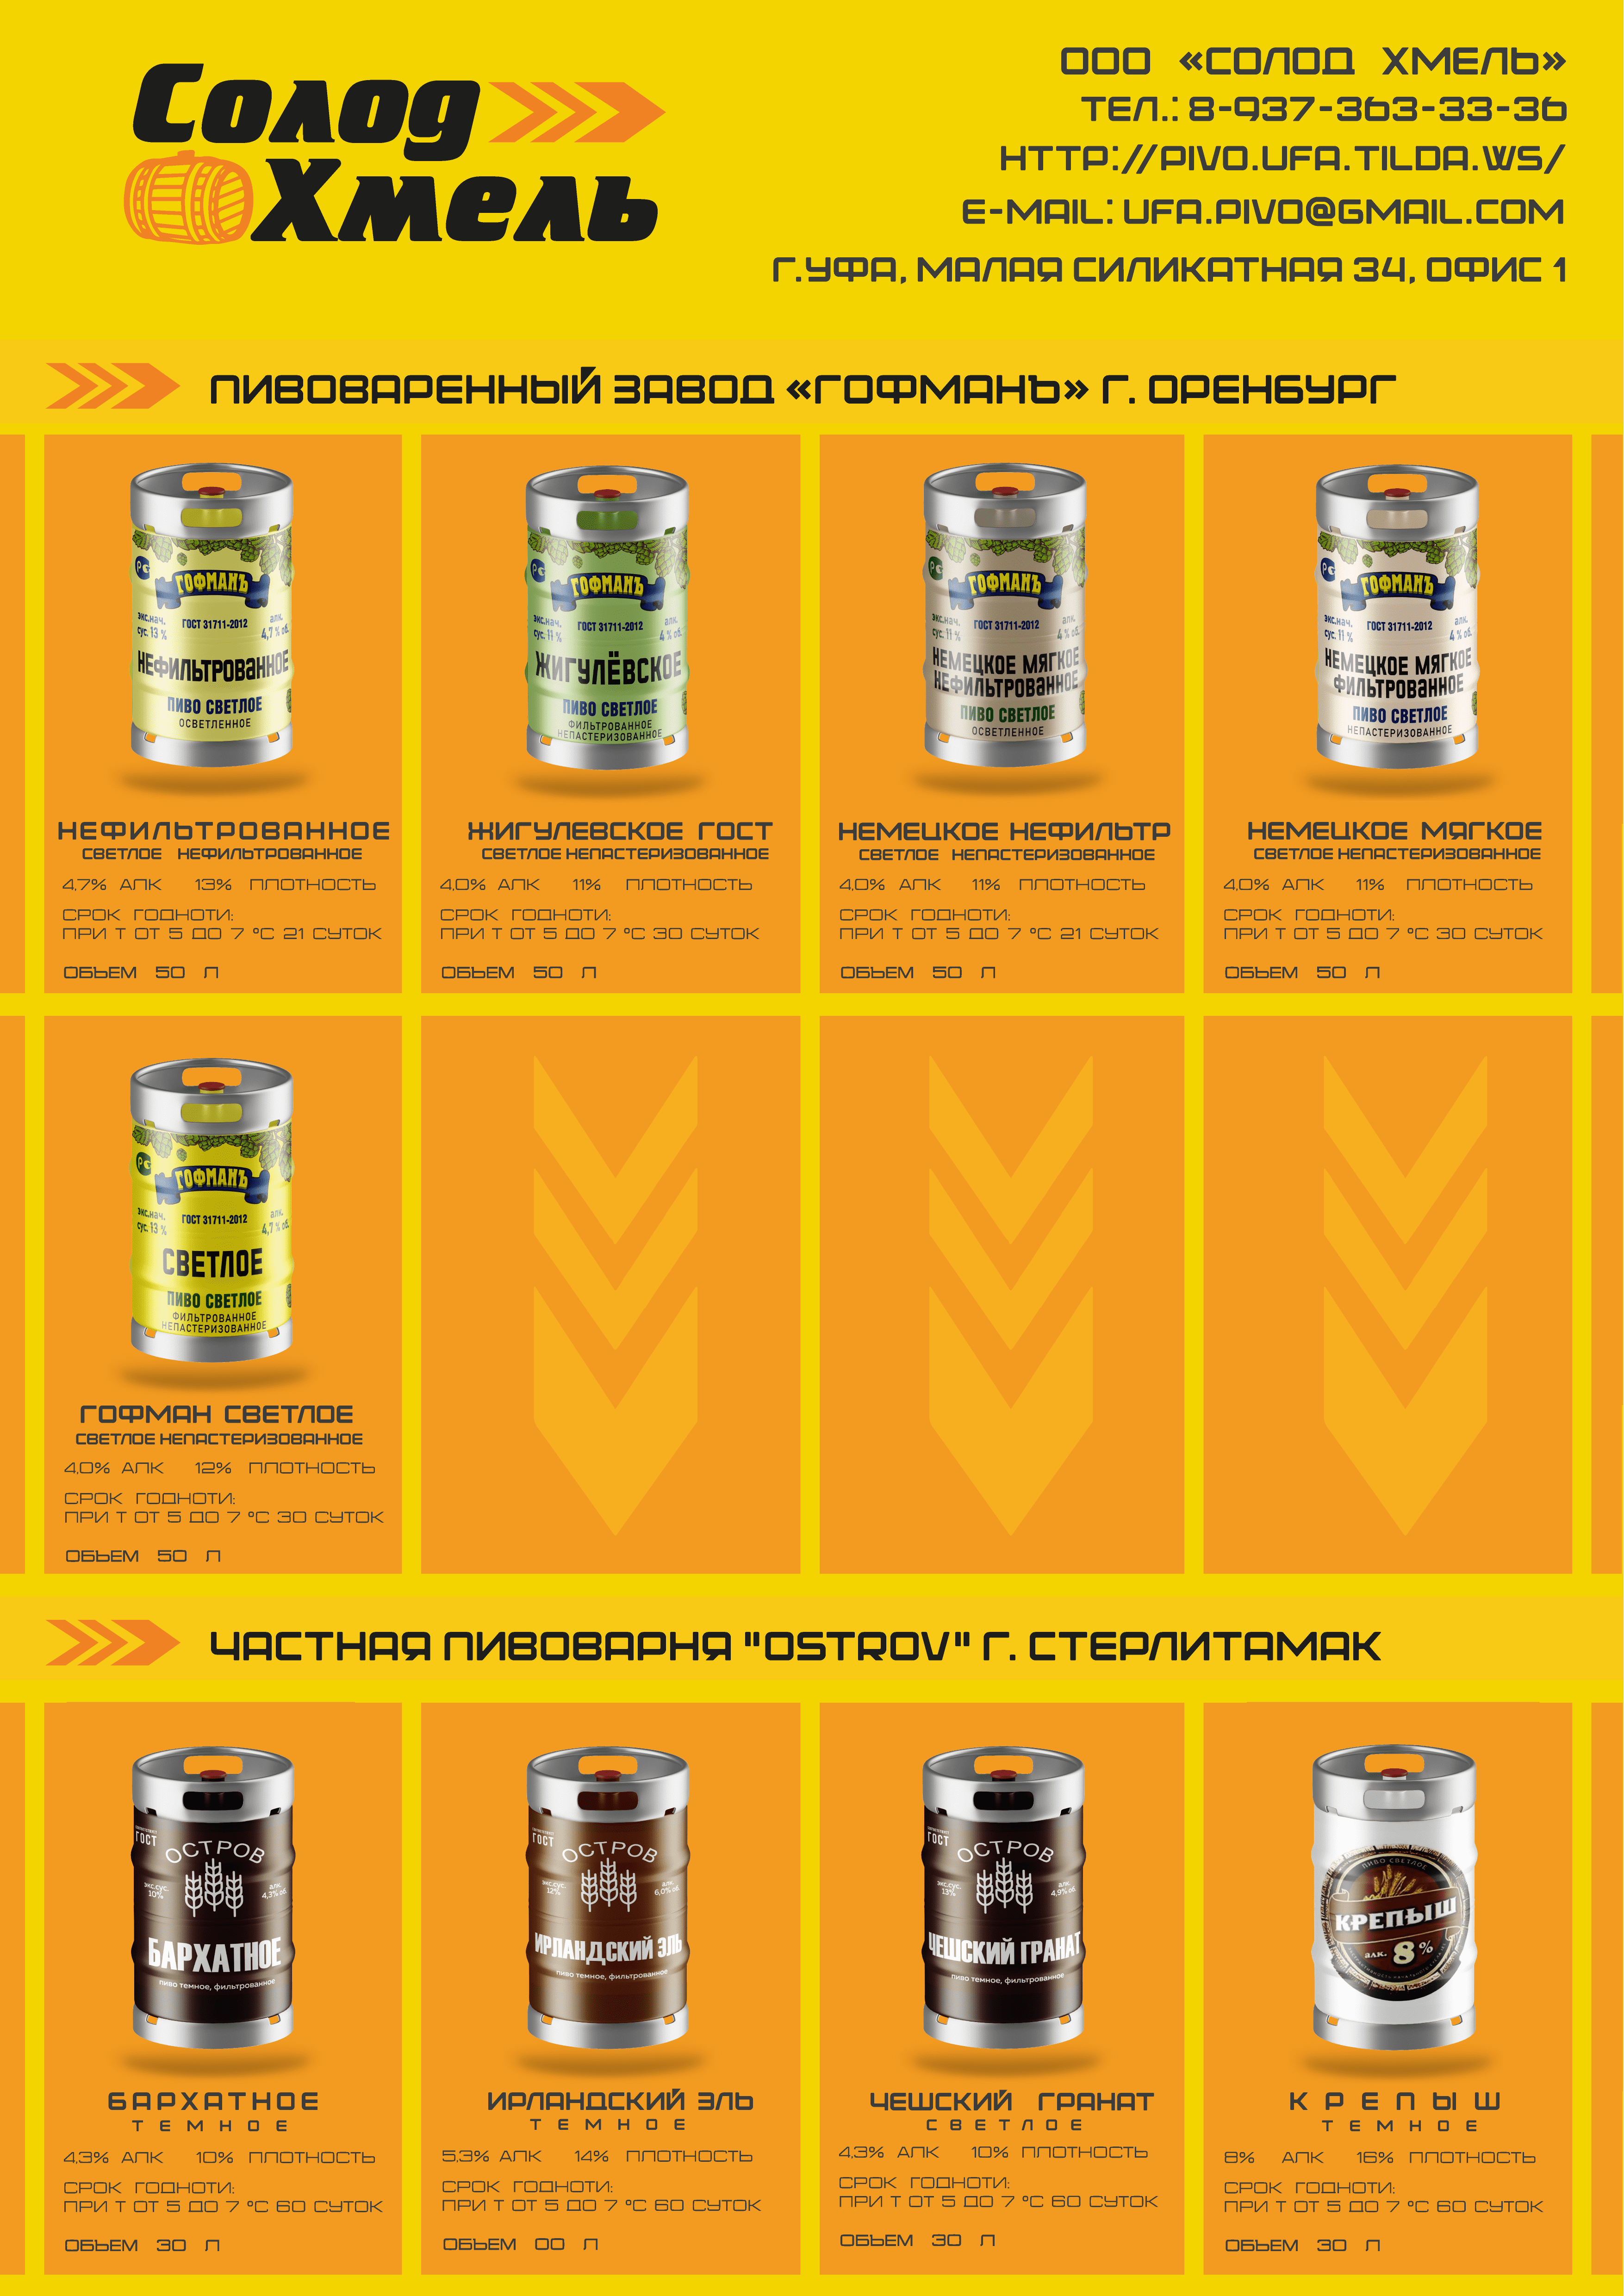 Солод
Хмель
ООО «СОЛОД ХМЕЛЬ»
ТЕЛ.: 8-937-363-33-36
HTTP://PIVO.UFA.TILDA.WS/
E-MAIL: UFA.PIVO@GMAIL.COM
Г.УФА, МАЛАЯ СИЛИКАТНАЯ 34, ОФИС 1
ПИВОВАРЕННЫЙ ЗАВОД «ГОФМАНЪ» Г. ОРЕНБУРГ
ГОФМАНЪ
экс.нач. сус. 13 %
ГОСТ 31711-2012
алк. 4,7 % об.
НЕФИЛЬТРОВАННОЕ
ПИВО СВЕТЛОЕ
ОСВЕТЛЕННОЕ
НЕФИЛЬТРОВАННОЕ
СВЕТЛОЕ НЕФИЛЬТРОВАННОЕ
4,7% АЛК 13% ПЛОТНОСТЬ
СРОК ГОДНОТИ:
ПРИ Т ОТ 5 ДО 7 °С 21 СУТОК
ОБЬЕМ 50 Л
ГОФМАНЪ
экс.нач. сус. 11 %
ГОСТ 31711-2012
алк. 4 % об.
ЖИГУЛЁВСКОЕ
ПИВО СВЕТЛОЕ
ФИЛЬТРОВАННОЕ
НЕПАСТЕРИЗОВАННОЕ
ЖИГУЛЕВСКОЕ ГОСТ
СВЕТЛОЕ НЕПАСТЕРИЗОВАННОЕ
4,0% АЛК 11% ПЛОТНОСТЬ
СРОК ГОДНОТИ:
ПРИ Т ОТ 5 ДО 7 °С 30 СУТОК
ОБЬЕМ 50 Л
ГОФМАНЪ
экс.нач. сус. 11 %
ГОСТ 31711-2012
алк. 4 % об.
НЕМЕЦКОЕ МЯГКОЕ
НЕФИЛЬТРОВАННОЕ
ПИВО СВЕТЛОЕ
ОСВЕТЛЕННОЕ
НЕМЕЦКОЕ НЕФИЛЬТР
СВЕТЛОЕ НЕПАСТЕРИЗОВАННОЕ
4,0% АЛК 11% ПЛОТНОСТЬ
СРОК ГОДНОТИ:
ПРИ Т ОТ 5 ДО 7 °С 21 СУТОК
ОБЬЕМ 50 Л
ГОФМАНЪ
экс.нач. сус. 11 %
ГОСТ 31711-2012
алк. 4 % об.
НЕМЕЦКОЕ МЯГКОЕ
ФИЛЬТРОВАННОЕ
ПИВО СВЕТЛОЕ
НЕПАСТЕРИЗОВАННОЕ
НЕМЕЦКОЕ МЯГКОЕ
СВЕТЛОЕ НЕПАСТЕРИЗОВАННОЕ
4,0% АЛК 11% ПЛОТНОСТЬ
СРОК ГОДНОТИ:
ПРИ Т ОТ 5 ДО 7 °С 30 СУТОК
ОБЬЕМ 50 Л
ГОФМАНЪ
экс.нач. сус. 13 %
ГОСТ 31711-2012
алк. 4,7 % об.
СВЕТЛОЕ
ПИВО СВЕТЛОЕ
ФИЛЬТРОВАННОЕ
НЕПАСТЕРИЗОВАННОЕ
ГОФМАН СВЕТЛОЕ
СВЕТЛОЕ НЕПАСТЕРИЗОВАННОЕ
4,0% АЛК 12% ПЛОТНОСТЬ
СРОК ГОДНОТИ:
ПРИ Т ОТ 5 ДО 7 °С 30 СУТОК
ОБЬЕМ 50 Л
ЧАСТНАЯ ПИВОВАРНЯ "OSTROV" Г. СТЕРЛИТАМАК
ГОСТ
ОСТРОВ
экс.сус. 10%
алк. 4,3% об.
БАРХАТНОЕ
пиво темное, фильтрованное
БАРХАТНОЕ
ТЕМНОЕ
4,3% АЛК 10% ПЛОТНОСТЬ
СРОК ГОДНОТИ:
ПРИ Т ОТ 5 ДО 7 °С 60 СУТОК
ОБЬЕМ 30 Л
ГОСТ
ОСТРОВ
экс.сус. 12%
алк. 6,0% об.
ИРЛАНДСКИЙ ЭЛЬ
пиво темное, фильтрованное
ИРЛАНДСКИЙ ЭЛЬ
ТЕМНОЕ
5,3% АЛК 14% ПЛОТНОСТЬ
СРОК ГОДНОТИ:
ПРИ Т ОТ 5 ДО 7 °С 60 СУТОК
ОБЬЕМ 00 Л
ГОСТ
ОСТРОВ
экс.сус. 13%
алк. 4,9% об.
ЧЕШСКИЙ ГРАНАТ
пиво темное, фильтрованное
ЧЕШСКИЙ ГРАНАТ
СВЕТЛОЕ
4,3% АЛК 10% ПЛОТНОСТЬ
СРОК ГОДНОТИ:
ПРИ Т ОТ 5 ДО 7 °С 60 СУТОК
ОБЬЕМ 30 Л
ПИВО СВЕТЛОЕ
КРЕПЫШ
алк. 8%
КРЕПЫШ
ТЕМНОЕ
8% АЛК 16% ПЛОТНОСТЬ
СРОК ГОДНОТИ:
ПРИ Т ОТ 5 ДО 7 °С 60 СУТОК
ОБЬЕМ 30 Л